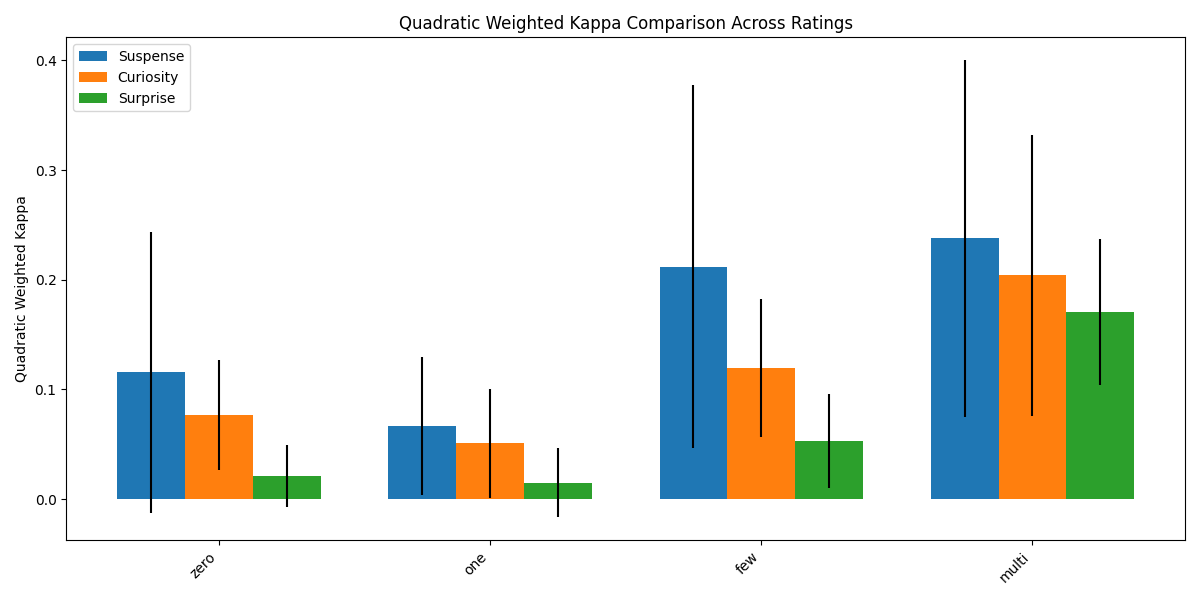 Quadratic Weighted Kappa Comparison Across Ratings
Suspense
Curiosity
Surprise
Quadratic Weighted Kappa
0.4
0.3
0.2
0.1
0.0
zero
one
few
multi